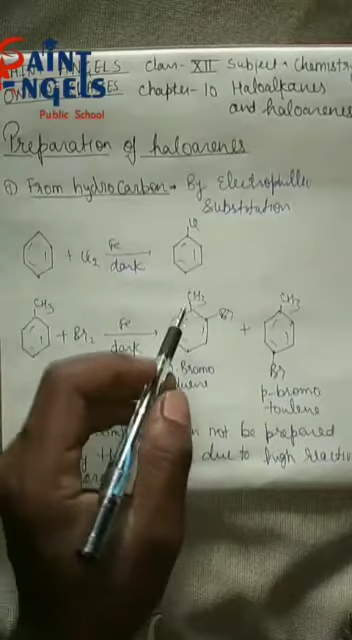 SAINT ANGELS
Public School
Class - XII Subject - Chemistry
Chapter - 10 Haloalkanes
and haloarenes
Preparation of haloarenes
① From hydrocarbon → By Electrophilic
Substitution
+ Cl2 Fe dark Cl
CH3 + Br2 Fe dark CH3 Br + CH3 Br
Bromo
p-bromo
toulene
not be prepared
due to high reactiv